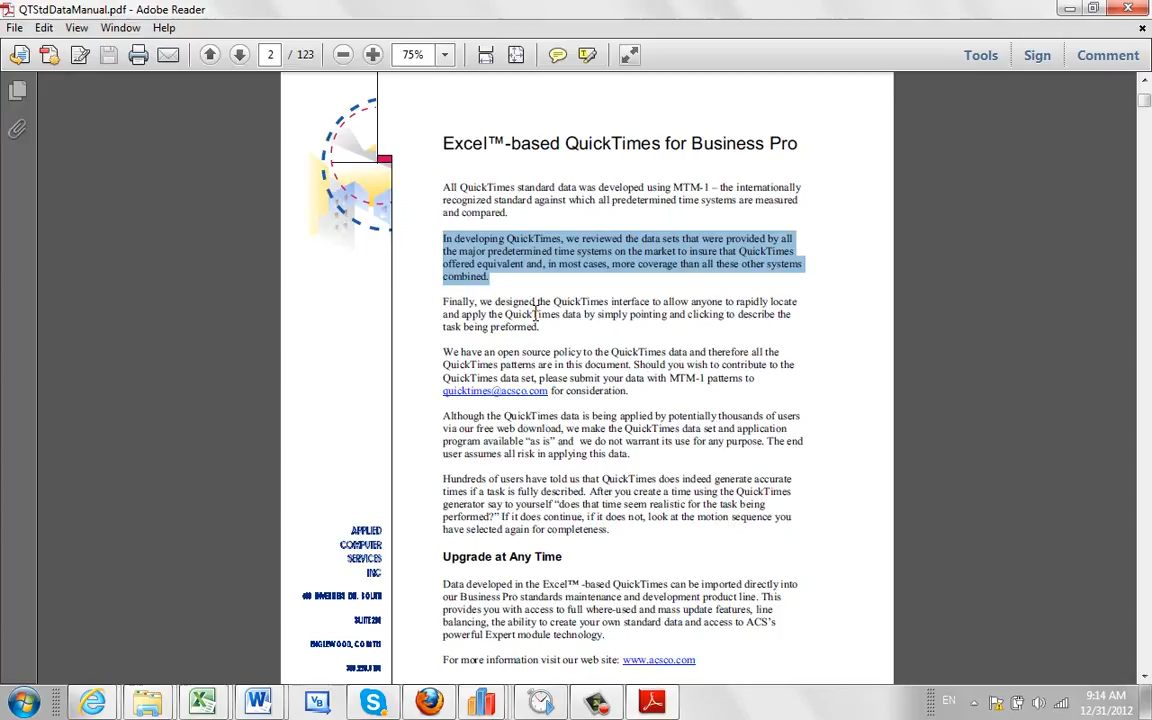 QTStdDataManual.pdf - Adobe Reader
File Edit View Window Help
2 / 123 75% Tools Sign Comment
Excel™-based QuickTimes for Business Pro
All QuickTimes standard data was developed using MTM-1 – the internationally
recognized standard against which all predetermined time systems are measured
and compared.
In developing QuickTimes, we reviewed the data sets that were provided by all
the major predetermined time systems on the market to insure that QuickTimes
offered equivalent and, in most cases, more coverage than all these other systems
combined.
Finally, we designed the QuickTimes interface to allow anyone to rapidly locate
and apply the QuickTimes data by simply pointing and clicking to describe the
task being preformed.
We have an open source policy to the QuickTimes data and therefore all the
QuickTimes patterns are in this document. Should you wish to contribute to the
QuickTimes data set, please submit your data with MTM-1 patterns to
quicktimes@acsco.com for consideration.
Although the QuickTimes data is being applied by potentially thousands of users
via our free web download, we make the QuickTimes data set and application
program available “as is” and we do not warrant its use for any purpose. The end
user assumes all risk in applying this data.
Hundreds of users have told us that QuickTimes does indeed generate accurate
times if a task is fully described. After you create a time using the QuickTimes
generator say to yourself “does that time seem realistic for the task being
performed?” If it does continue, if it does not, look at the motion sequence you
have selected again for completeness.
APPLIED
COMPUTER
SERVICES
INC
Upgrade at Any Time
Data developed in the Excel™ -based QuickTimes can be imported directly into
our Business Pro standards maintenance and development product line. This
provides you with access to full where-used and mass update features, line
balancing, the ability to create your own standard data and access to ACS’s
powerful Expert module technology.
For more information visit our web site: www.acsco.com
EN
9:14 AM
12/31/2012